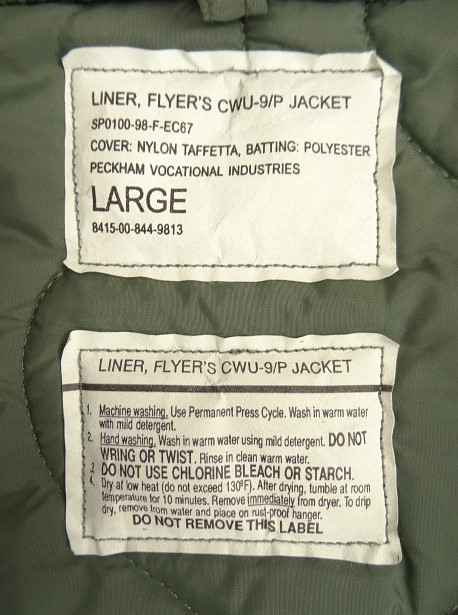 LINER, FLYER'S CWU-9/P JACKET
SP0100-98-F-EC67
COVER: NYLON TAFFETTA, BATTING: POLYESTER
PECKHAM VOCATIONAL INDUSTRIES
LARGE
8415-00-844-9813
LINER, FLYER'S CWU-9/P JACKET
1. Machine washing. Use Permanent Press Cycle. Wash in warm water
with mild detergent.
2. Hand washing. Wash in warm water using mild detergent. DO NOT
WRING OR TWIST. Rinse in clean warm water.
3. DO NOT USE CHLORINE BLEACH OR STARCH.
4. Dry at low heat (do not exceed 130°F). After drying, tumble at room
temperature for 10 minutes. Remove immediately from dryer. To drip
dry, remove from water and place on rust-proof hanger.
DO NOT REMOVE THIS LABEL